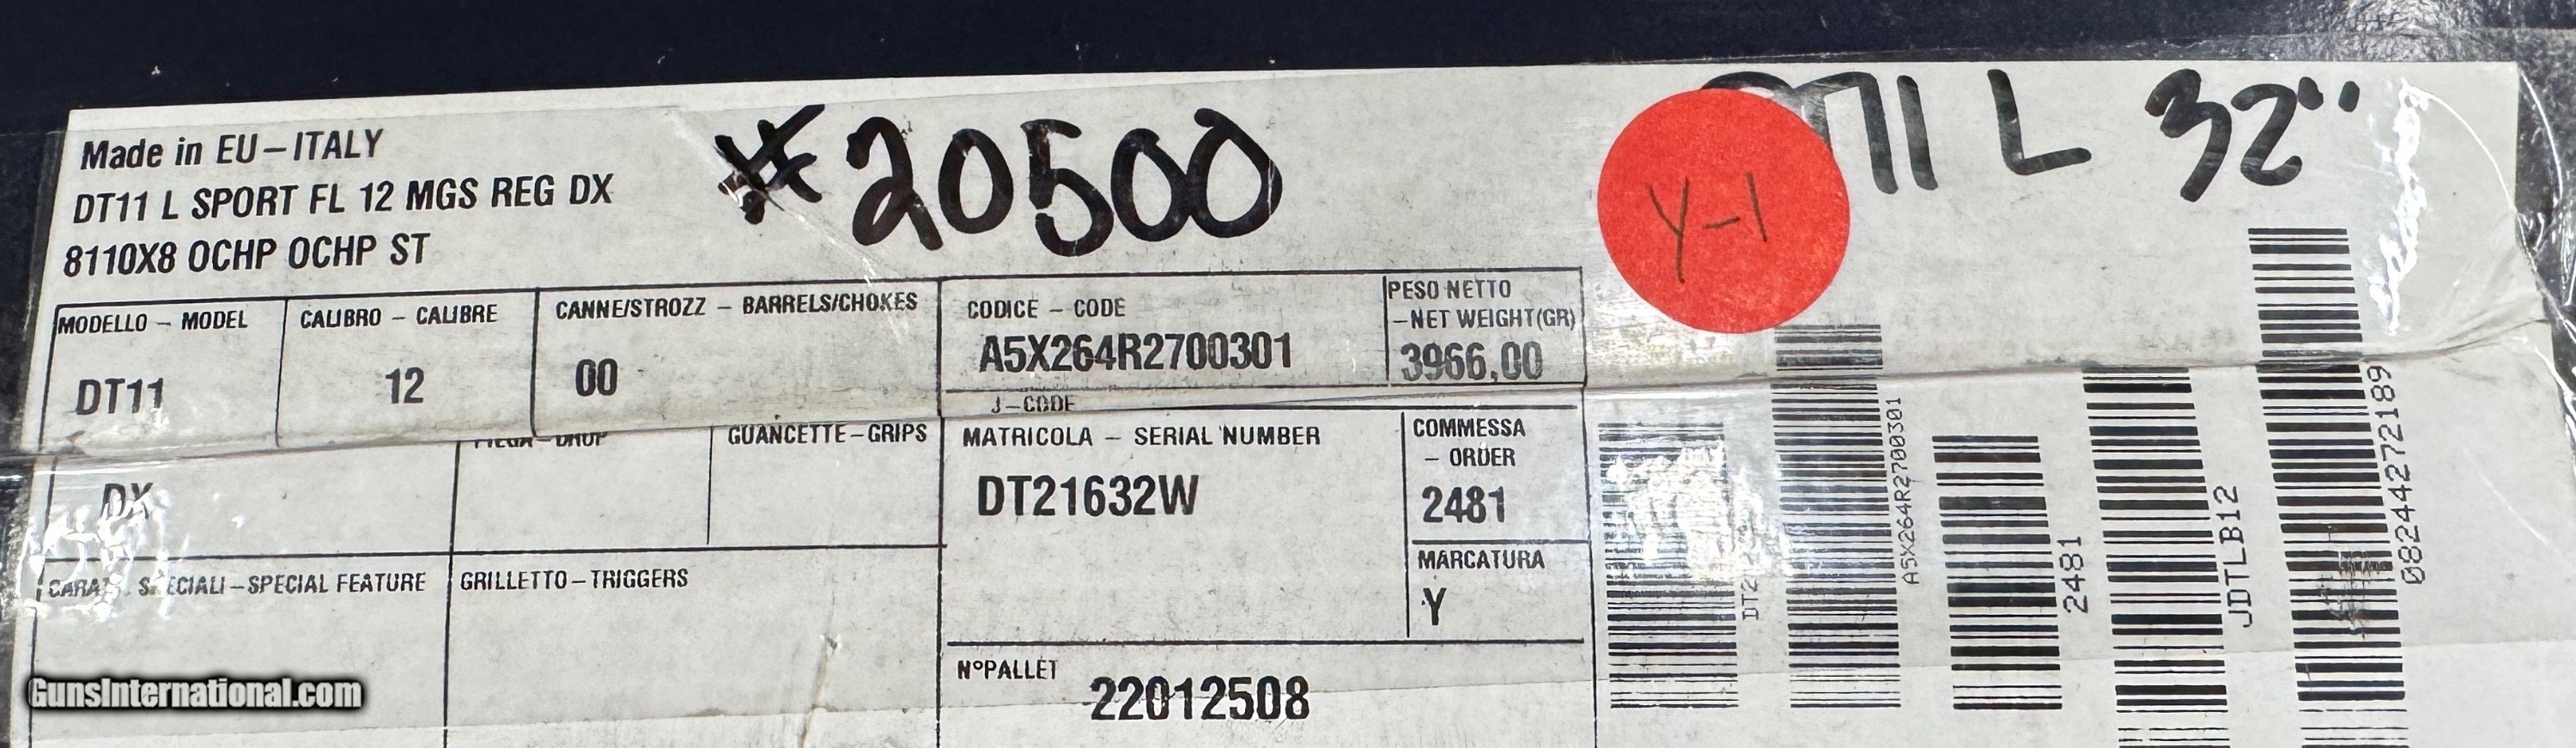 Made in EU-ITALY
DT11 L SPORT FL 12 MGS REG DX
8110X8 OCHP OCHP ST
#20500
L 32"
Y-1
MODELLO - MODEL
DT11
CALIBRO - CALIBRE
12
CANNE/STROZZ - BARRELS/CHOKES
00
CODICE - CODE
A5X264R2700301
PESO NETTO
-NET WEIGHT(GR)
3966,00
J-CODE
DX
GUANCETTE-GRIPS
MATRICOLA - SERIAL NUMBER
DT21632W
COMMESSA
- ORDER
2481
MARCATURA
Y
SPECIALI-SPECIAL FEATURE
GRILLETTO-TRIGGERS
N°PALLET
22012508
A5X264R2700301
2481
JDTLB12
08244272189
GunsInternational.com